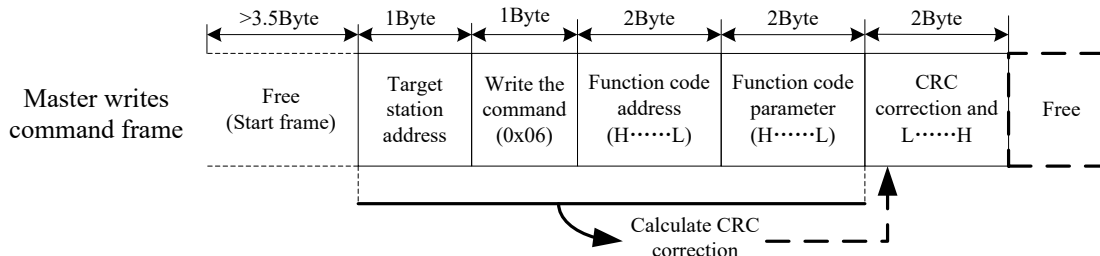 >3.5Byte
1Byte
1Byte
2Byte
2Byte
2Byte
Master writes
command frame
Free
(Start frame)
Target
station
address
Write the
command
(0x06)
Function code
address
(H⋯⋯L)
Function code
parameter
(H⋯⋯L)
CRC
correction and
L⋯⋯H
Free
Calculate CRC
correction